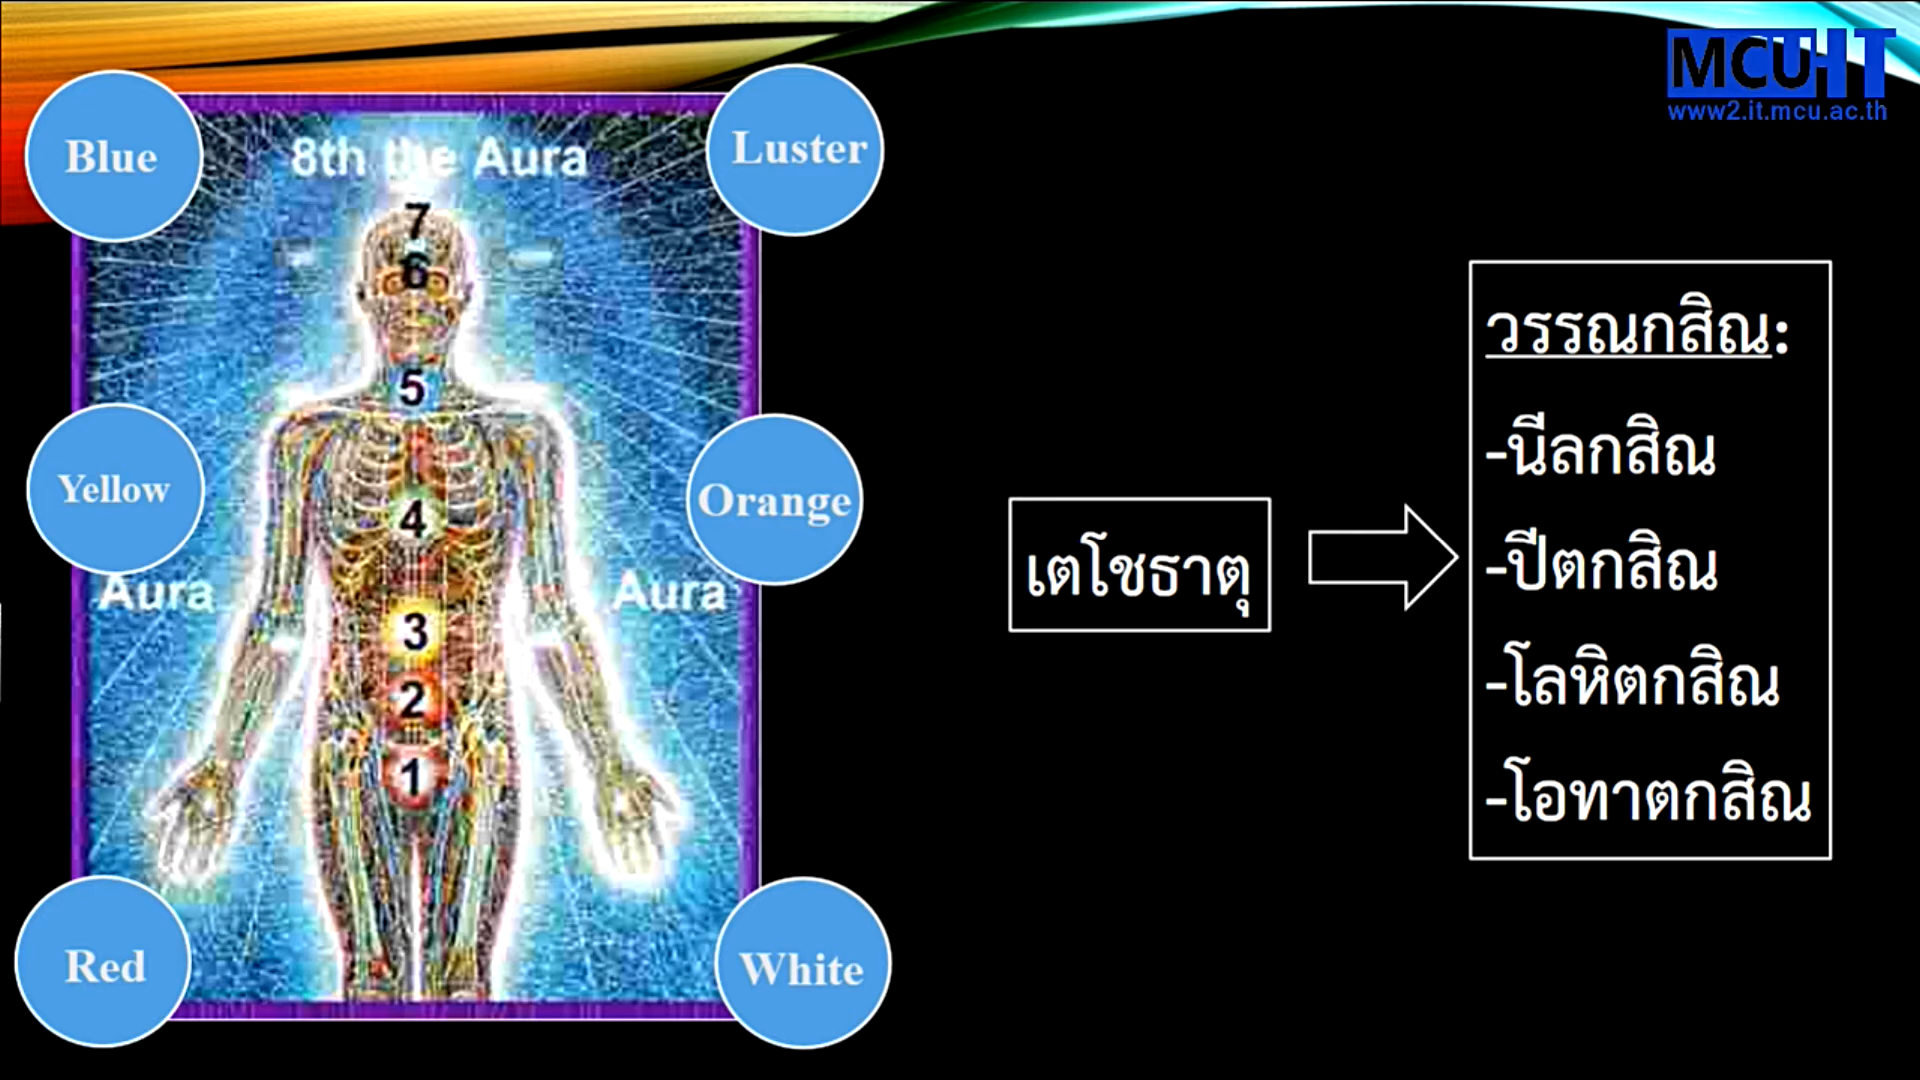 MCU-IT
www2.it.mcu.ac.th
Blue
Luster
8th the Aura
7
6
5
Yellow
Orange
4
Aura
Aura
3
2
1
Red
White
เตโชธาตุ
วรรณกสิณ:
-นีลกสิณ
-ปีตกสิณ
-โลหิตกสิณ
-โอทาตกสิณ